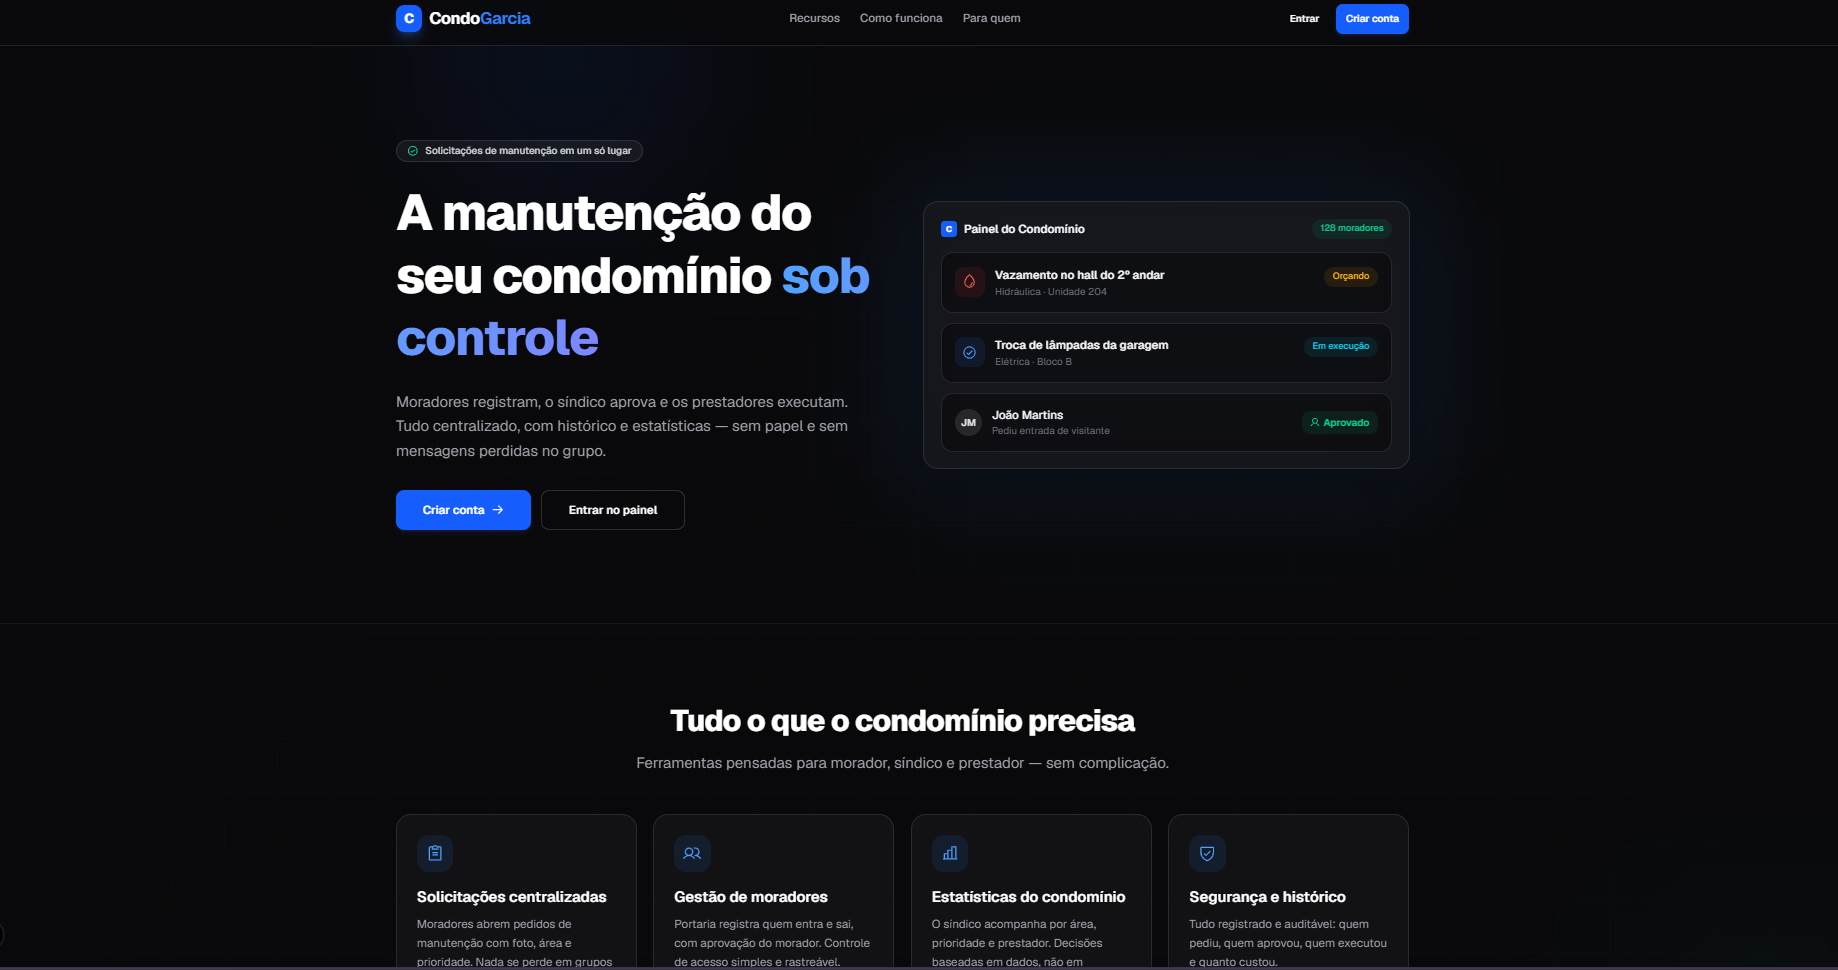 C CondoGarcia
Recursos Como funciona Para quem
Entrar Criar conta
Solicitações de manutenção em um só lugar
A manutenção do
seu condomínio sob
controle
Moradores registram, o síndico aprova e os prestadores executam.
Tudo centralizado, com histórico e estatísticas — sem papel e sem
mensagens perdidas no grupo.
Criar conta → Entrar no painel
C Painel do Condomínio 128 moradores
Vazamento no hall do 2º andar Orçando
Hidráulica · Unidade 204
Troca de lâmpadas da garagem Em execução
Elétrica · Bloco B
JM João Martins Aprovado
Pediu entrada de visitante
Tudo o que o condomínio precisa
Ferramentas pensadas para morador, síndico e prestador — sem complicação.
Solicitações centralizadas
Moradores abrem pedidos de
manutenção com foto, área e
prioridade. Nada se perde em grupos
Gestão de moradores
Portaria registra quem entra e sai,
com aprovação do morador. Controle
de acesso simples e rastreável.
Estatísticas do condomínio
O síndico acompanha por área,
prioridade e prestador. Decisões
baseadas em dados, não em
Segurança e histórico
Tudo registrado e auditável: quem
pediu, quem aprovou, quem executou
e quanto custou.